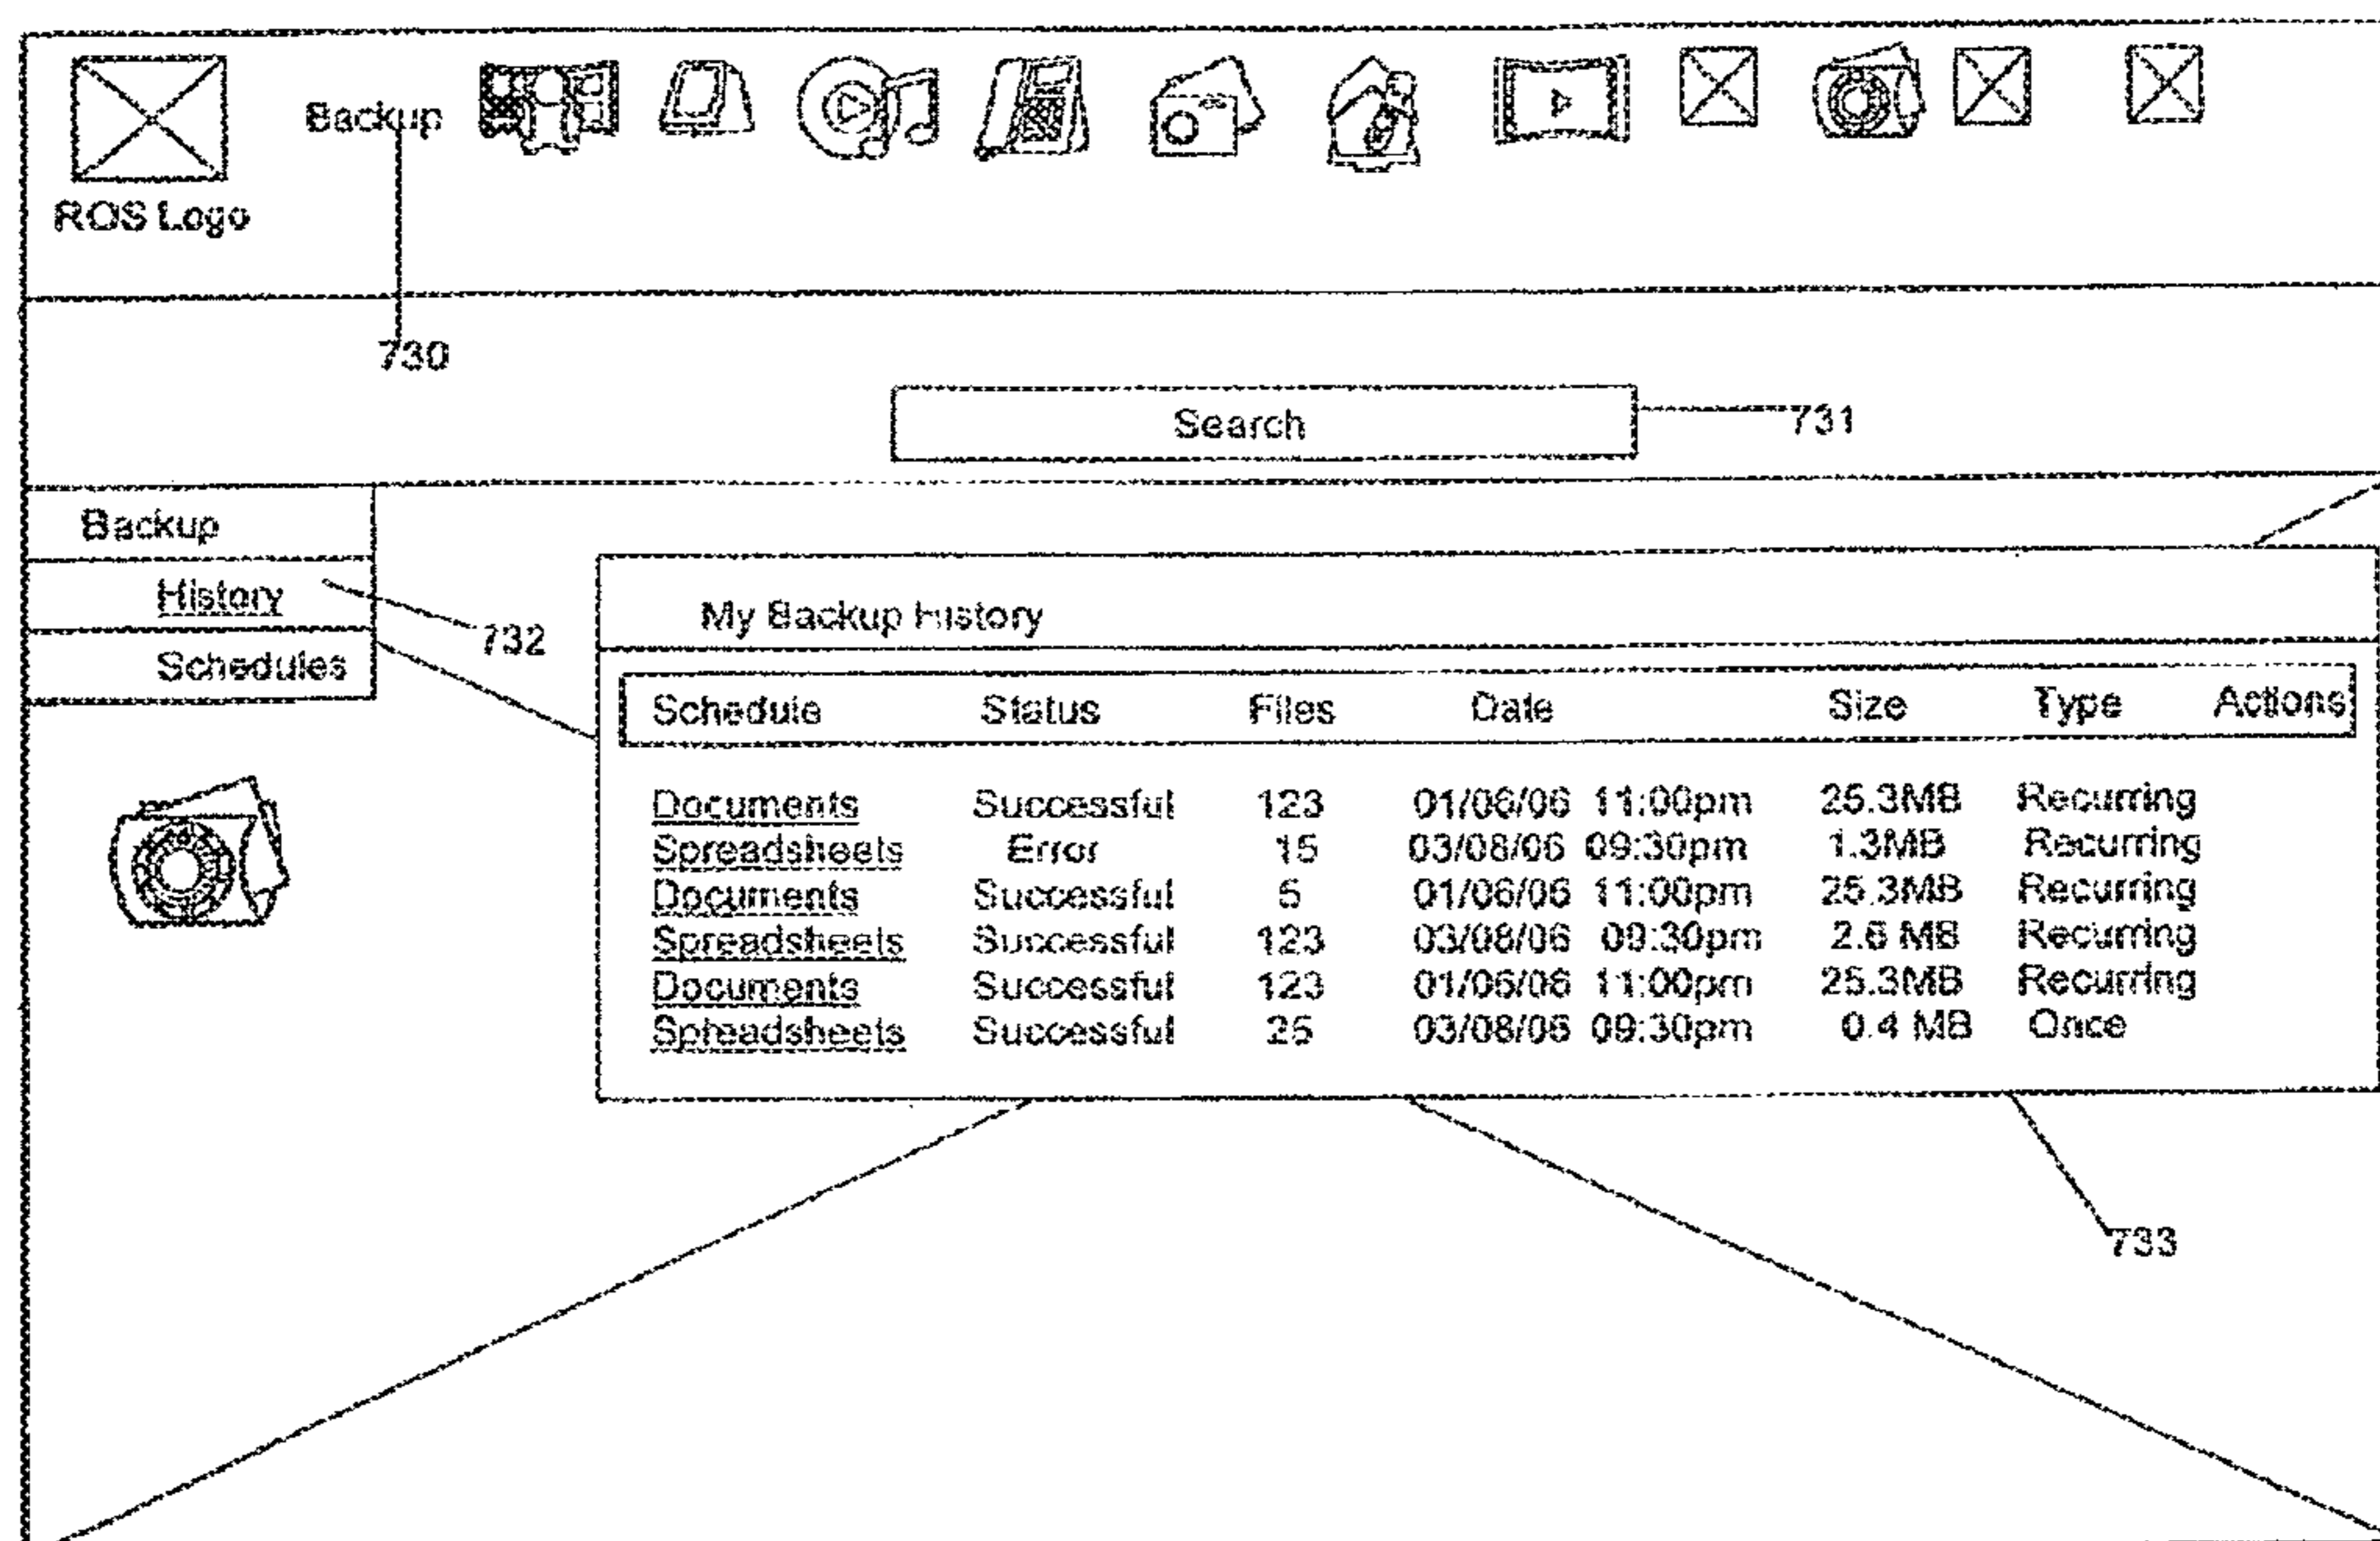 Backup
ROS Logo
730
Search 731
Backup
History
732
Schedules
My Backup History
Schedule Status Files Date Size Type Actions
Documents Successful 123 01/06/06 11:00pm 25.3MB Recurring
Spreadsheets Error 15 03/08/06 09:30pm 1.3MB Recurring
Documents Successful 5 01/06/06 11:00pm 25.3MB Recurring
Spreadsheets Successful 123 03/08/06 09:30pm 2.6 MB Recurring
Documents Successful 123 01/06/06 11:00pm 25.3MB Recurring
Spreadsheets Successful 25 03/08/06 09:30pm 0.4 MB Once
733